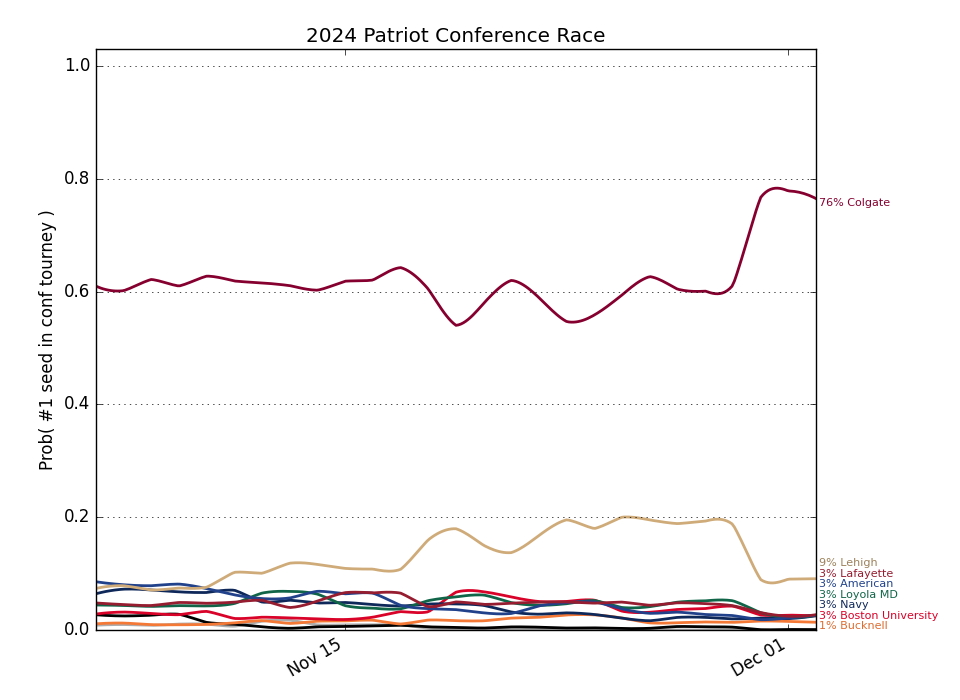 2024 Patriot Conference Race
Prob( #1 seed in conf tourney )
1.0
0.8
0.6
0.4
0.2
0.0
Nov 15
Dec 01
76% Colgate
9% Lehigh
3% Lafayette
3% American
3% Loyola MD
3% Navy
3% Boston University
1% Bucknell